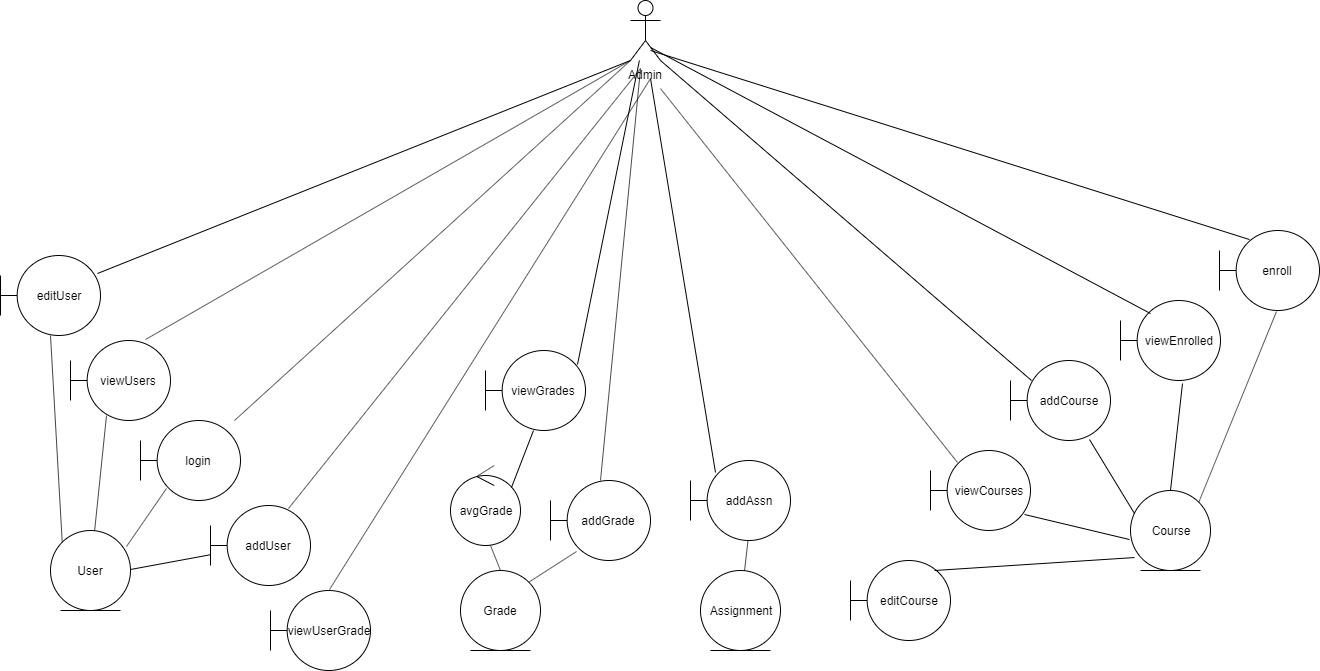 Admin
enroll
editUser
viewEnrolled
viewUsers
viewGrades
addCourse
login
viewCourses
addAssn
avgGrade
addGrade
Course
addUser
User
editCourse
Grade
Assignment
viewUserGrade